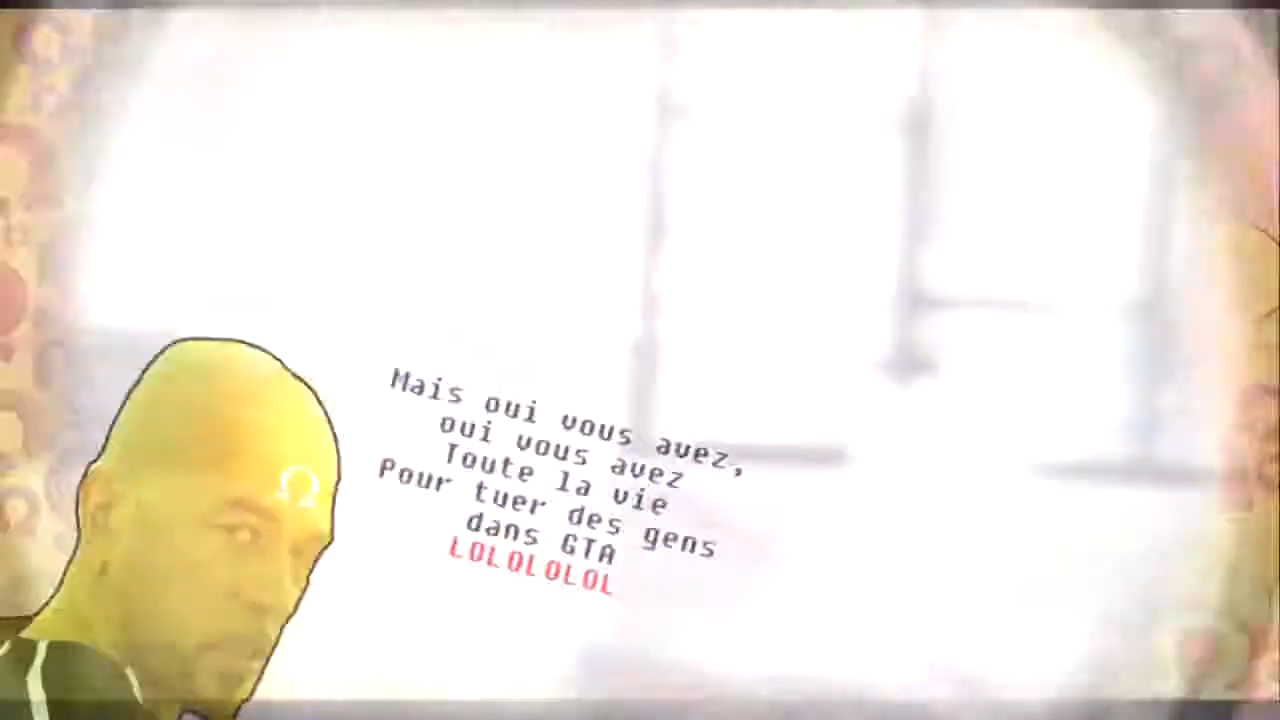 Mais oui vous avez,
oui vous avez
Toute la vie
Pour tuer des gens
dans GTA
LOLOLOLOL
Ω